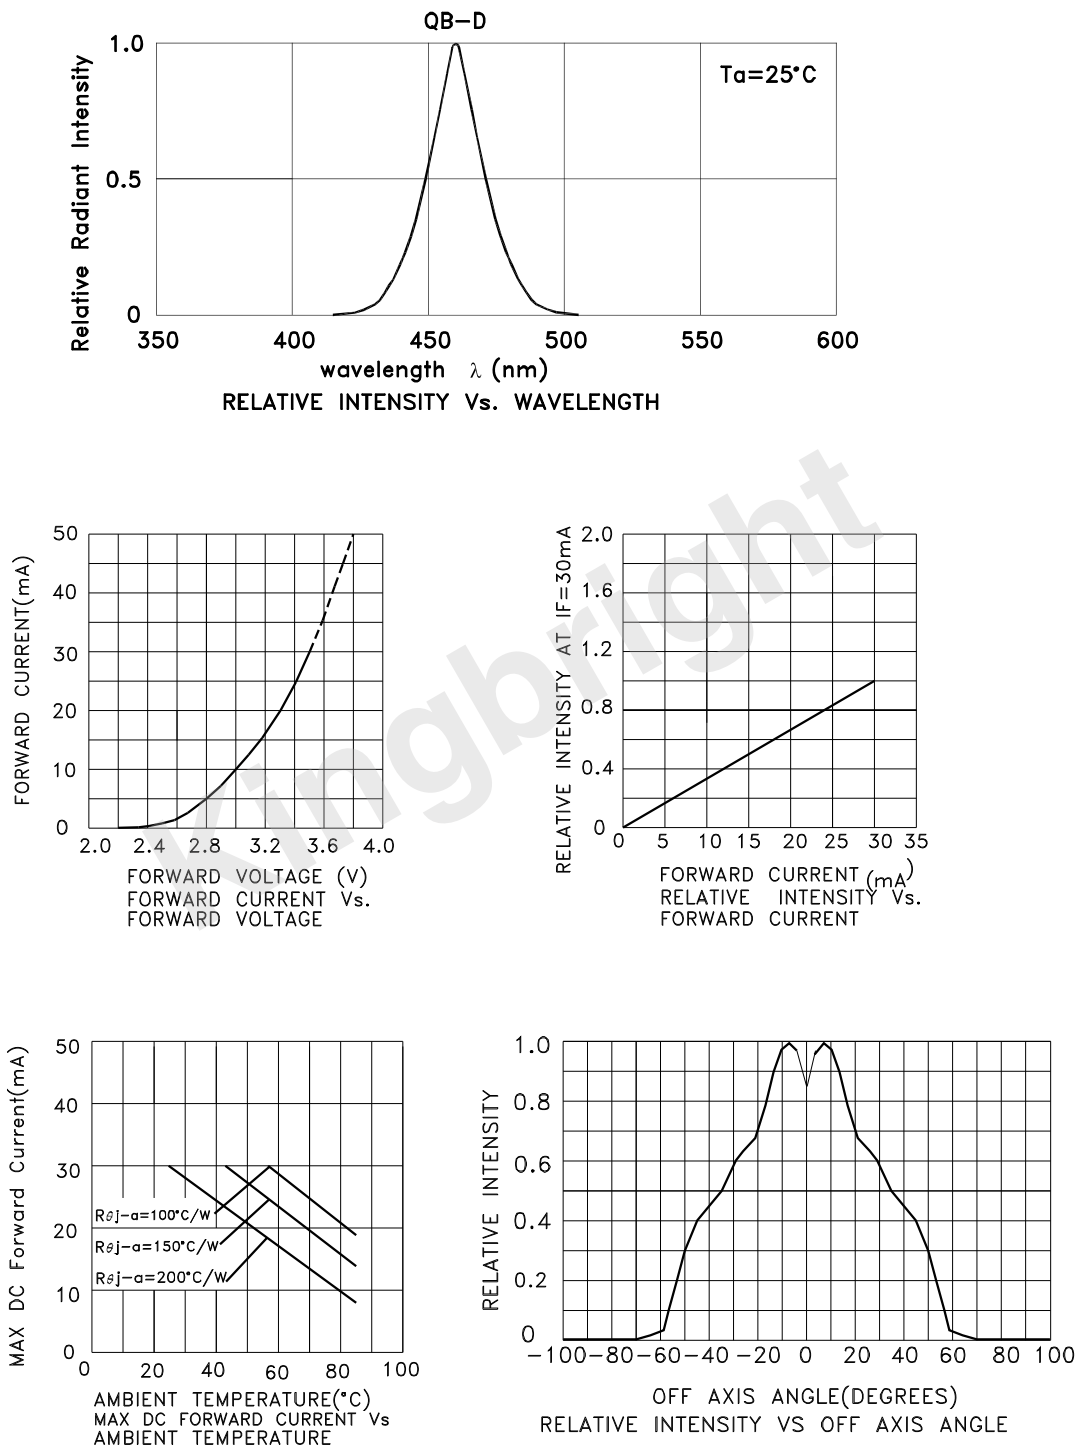 QB-D
1.0
Ta=25°C
Relative Radiant Intensity
0.5
0
350 400 450 500 550 600
wavelength λ (nm)
RELATIVE INTENSITY Vs. WAVELENGTH
Kingbright
FORWARD CURRENT(mA)
50
40
30
20
10
0
2.0 2.4 2.8 3.2 3.6 4.0
FORWARD VOLTAGE (V)
FORWARD CURRENT Vs.
FORWARD VOLTAGE
RELATIVE INTENSITY AT IF=30mA
2.0
1.6
1.2
0.8
0.4
0
0 5 10 15 20 25 30 35
FORWARD CURRENT (mA)
RELATIVE INTENSITY Vs.
FORWARD CURRENT
MAX DC Forward Current(mA)
50
40
30
Rθj-a=100°C/W
20
Rθj-a=150°C/W
Rθj-a=200°C/W
10
0
0 20 40 60 80 100
AMBIENT TEMPERATURE(°C)
MAX DC FORWARD CURRENT Vs
AMBIENT TEMPERATURE
RELATIVE INTENSITY
1.0
0.8
0.6
0.4
0.2
0
-100-80-60-40-20 0 20 40 60 80 100
OFF AXIS ANGLE(DEGREES)
RELATIVE INTENSITY VS OFF AXIS ANGLE